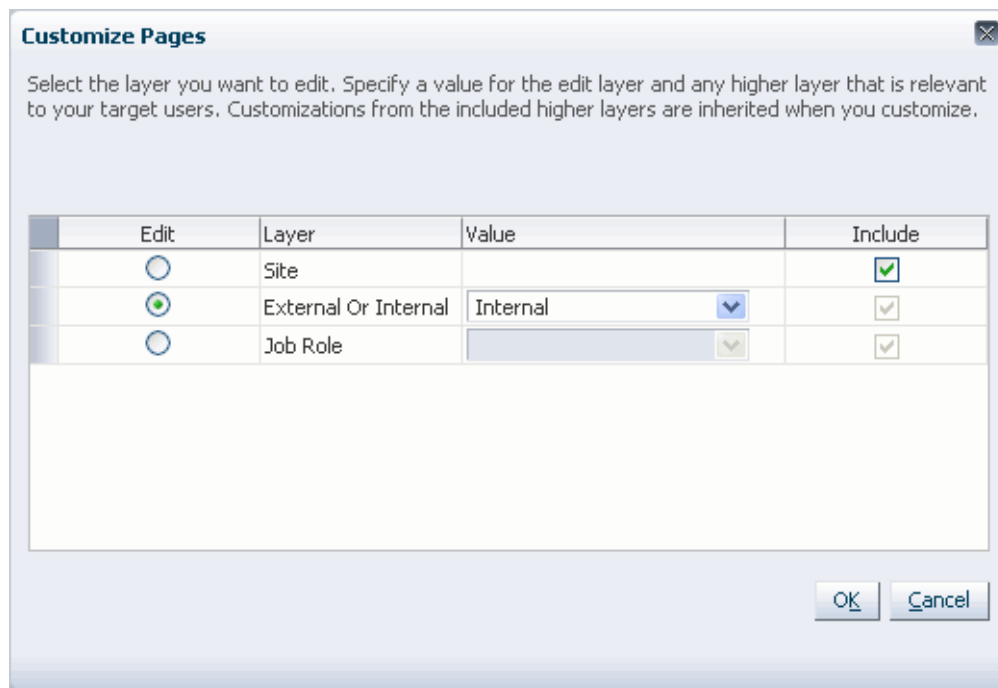 Customize Pages
Select the layer you want to edit. Specify a value for the edit layer and any higher layer that is relevant
to your target users. Customizations from the included higher layers are inherited when you customize.
Edit Layer Value Include
Site
External Or Internal Internal
Job Role
OK Cancel